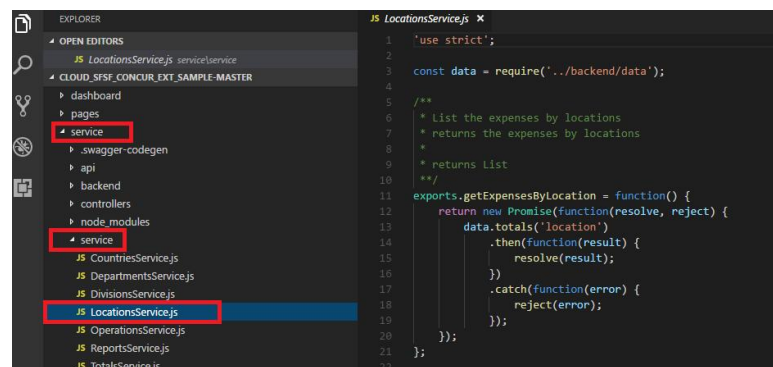 EXPLORER
OPEN EDITORS
JS LocationsService.js service\service
CLOUD_SFSF_CONCUR_EXT_SAMPLE-MASTER
dashboard
pages
service
.swagger-codegen
api
backend
controllers
node_modules
service
JS CountriesService.js
JS DepartmentsService.js
JS DivisionsService.js
JS LocationsService.js
JS OperationsService.js
JS ReportsService.js
JS TotalsService.js
JS LocationsService.js ×
1 'use strict';
2
3 const data = require('../backend/data');
4
5 /**
6 * List the expenses by locations
7 * returns the expenses by locations
8 *
9 * returns List
10 **/
11 exports.getExpensesByLocation = function() {
12 return new Promise(function(resolve, reject) {
13 data.totals('location')
14 .then(function(result) {
15 resolve(result);
16 })
17 .catch(function(error) {
18 reject(error);
19 });
20 });
21 };
22